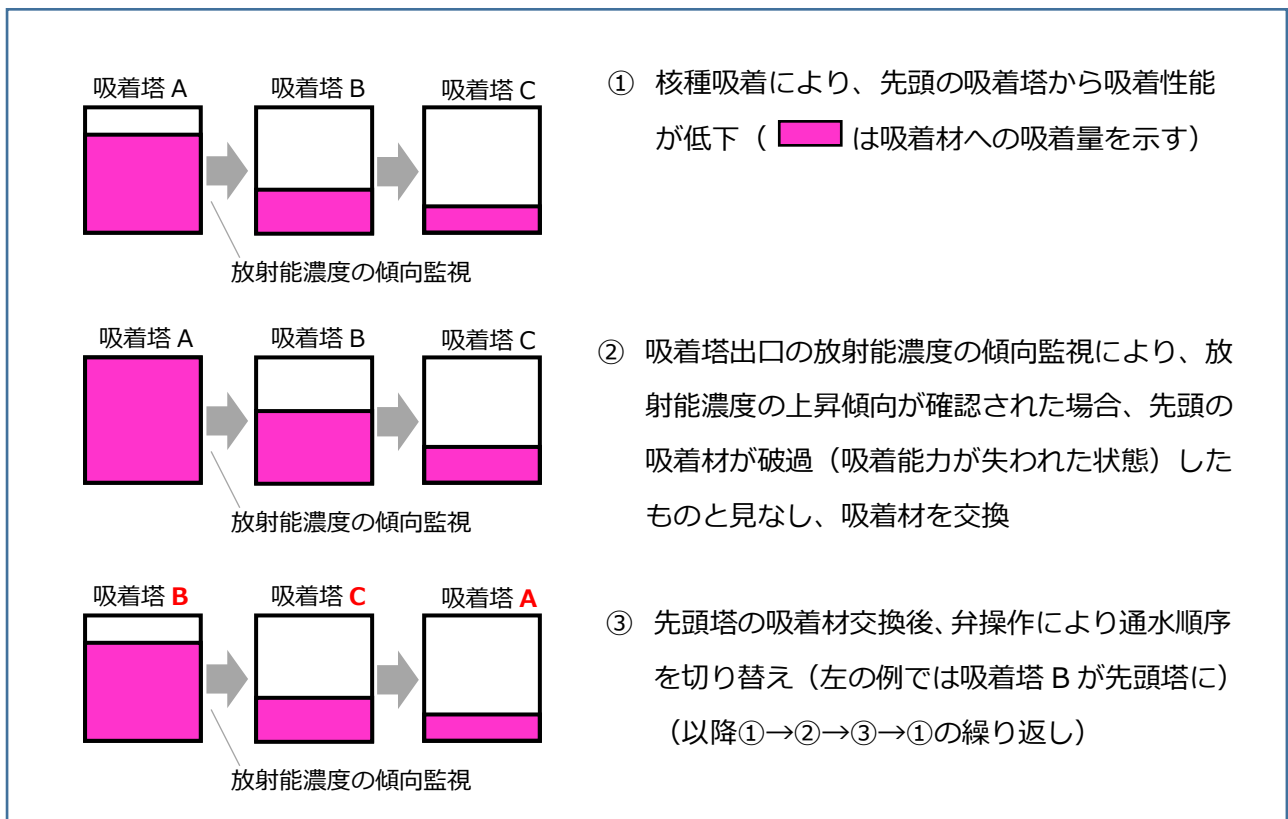 吸着塔 A
吸着塔 B
吸着塔 C
放射能濃度の傾向監視
① 核種吸着により、先頭の吸着塔から吸着性能
が低下（ は吸着材への吸着量を示す）
吸着塔 A
吸着塔 B
吸着塔 C
放射能濃度の傾向監視
② 吸着塔出口の放射能濃度の傾向監視により、放
射能濃度の上昇傾向が確認された場合、先頭の
吸着材が破過（吸着能力が失われた状態）した
ものと見なし、吸着材を交換
吸着塔 B
吸着塔 C
吸着塔 A
放射能濃度の傾向監視
③ 先頭塔の吸着材交換後、弁操作により通水順序
を切り替え（左の例では吸着塔 B が先頭塔に）
（以降①→②→③→①の繰り返し）